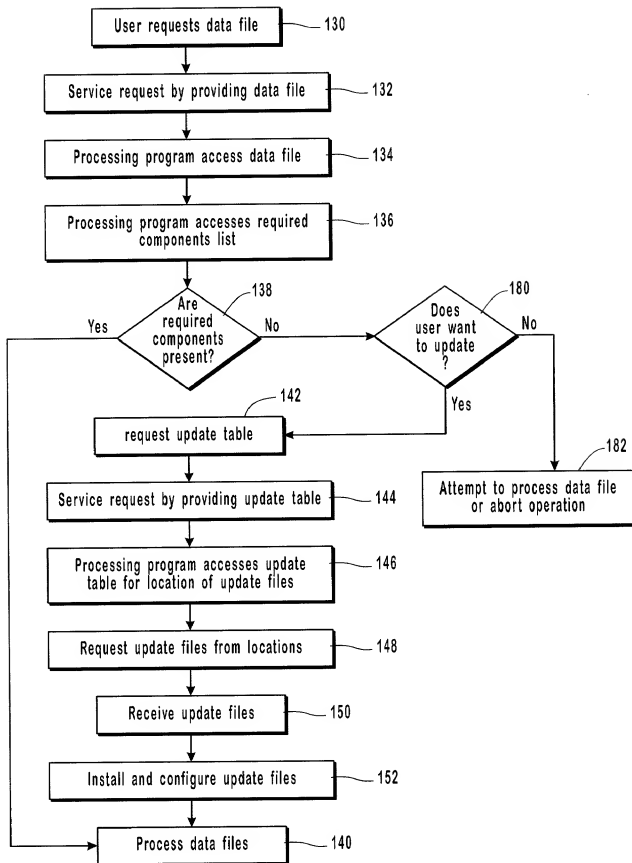 User requests data file
130
Service request by providing data file
132
Processing program access data file
134
Processing program accesses required
components list
136
Are
required
components
present?
138
Yes
No
Does
user want
to update
?
180
No
Yes
142
request update table
182
Attempt to process data file
or abort operation
Service request by providing update table
144
Processing program accesses update
table for location of update files
146
Request update files from locations
148
Receive update files
150
Install and configure update files
152
Process data files
140